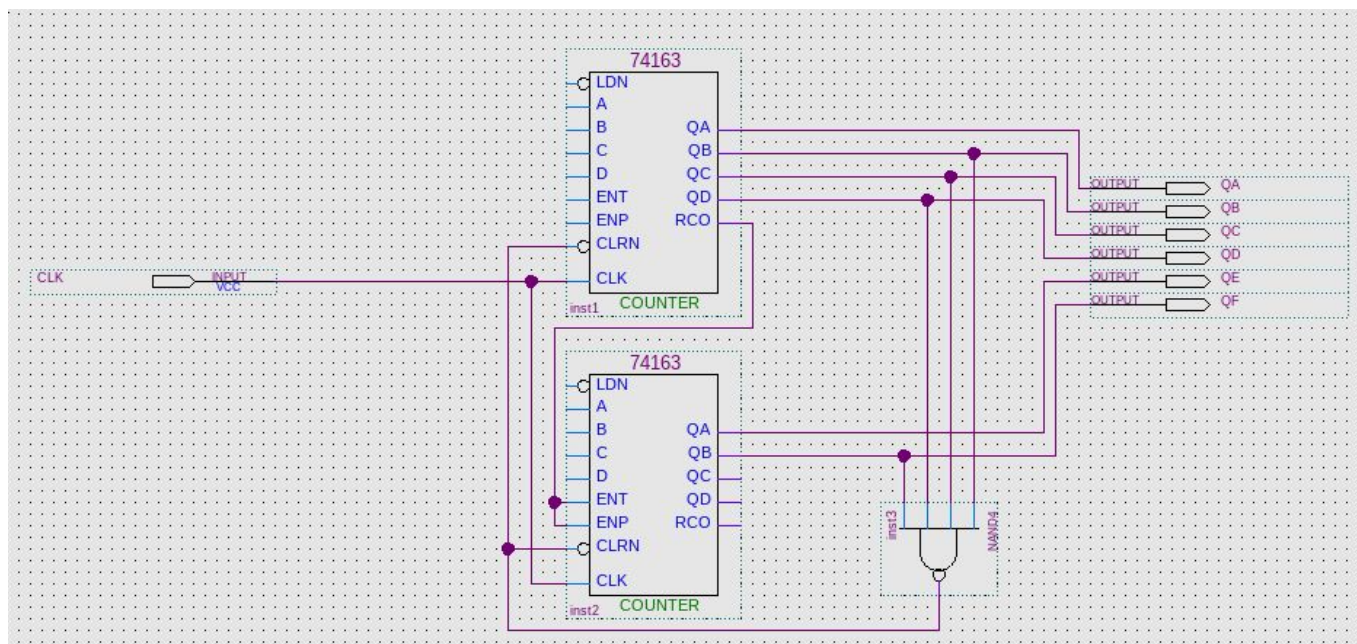 74163
LDN
A
B
C
D
ENT
ENP
CLRN
CLK
QA
QB
QC
QD
RCO
inst1
COUNTER
CLK
INPUT
VCC
OUTPUT
QA
OUTPUT
QB
OUTPUT
QC
OUTPUT
QD
OUTPUT
QE
OUTPUT
QF
74163
LDN
A
B
C
D
ENT
ENP
CLRN
CLK
QA
QB
QC
QD
RCO
inst2
COUNTER
inst3
NAND4